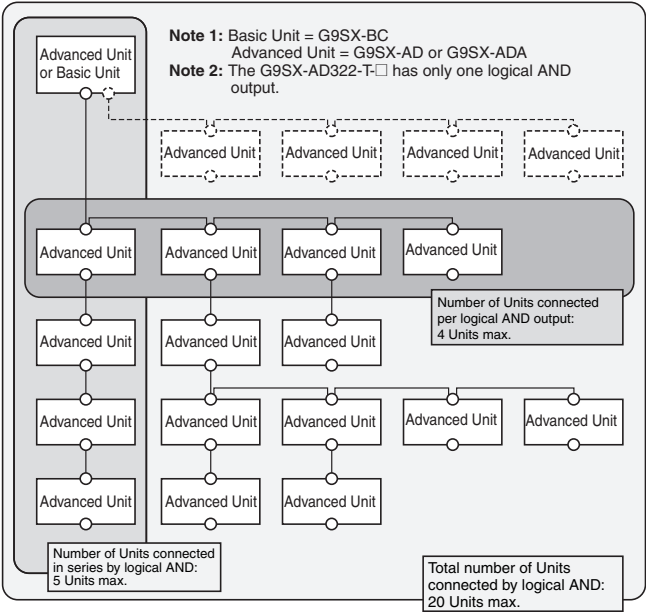 Advanced Unit
or Basic Unit
Note 1: Basic Unit = G9SX-BC
Advanced Unit = G9SX-AD or G9SX-ADA
Note 2: The G9SX-AD322-T-□ has only one logical AND
output.
Advanced Unit Advanced Unit Advanced Unit Advanced Unit
Advanced Unit Advanced Unit Advanced Unit Advanced Unit
Number of Units connected
per logical AND output:
4 Units max.
Advanced Unit Advanced Unit Advanced Unit
Advanced Unit Advanced Unit Advanced Unit Advanced Unit Advanced Unit
Advanced Unit Advanced Unit Advanced Unit
Number of Units connected
in series by logical AND:
5 Units max.
Total number of Units
connected by logical AND:
20 Units max.